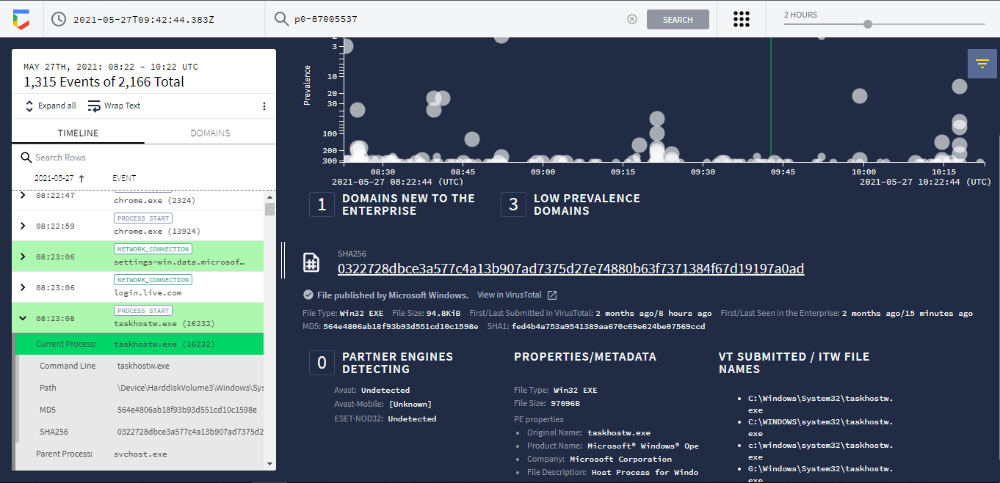 2021-05-27T09:42:44.383Z
p0-87005537
SEARCH
2 HOURS
MAY 27TH, 2021: 08:22 – 10:22 UTC
1,315 Events of 2,166 Total
Expand all
Wrap Text
TIMELINE
DOMAINS
Search Rows
2021-05-27
EVENT
08:22:47
chrome.exe (2324)
08:22:59
PROCESS START
chrome.exe (13924)
08:23:06
NETWORK_CONNECTION
settings-win.data.microsof…
08:23:06
NETWORK_CONNECTION
login.live.com
08:23:08
PROCESS START
taskhostw.exe (16232)
Current Process:
taskhostw.exe (16232)
Command Line
taskhostw.exe
Path
\Device\HarddiskVolume3\Windows\Sys
MD5
564e4806ab18f93b93d551cd10c1598e
SHA256
0322728dbce3a577c4a13b907ad7375d2
Parent Process:
svchost.exe
Prevalence
3
10
20
30
100
200
300
08:30
08:45
09:00
09:15
09:30
09:45
10:00
10:15
2021-05-27 08:22:44 (UTC)
2021-05-27 10:22:44 (UTC)
1
DOMAINS NEW TO THE
ENTERPRISE
3
LOW PREVALENCE
DOMAINS
SHA256
0322728dbce3a577c4a13b907ad7375d27e74880b63f7371384f67d19197a0ad
File published by Microsoft Windows.
View in VirusTotal
File Type: Win32 EXE File Size: 94.8KiB First/Last Submitted in VirusTotal: 2 months ago/8 hours ago First/Last Seen in the Enterprise: 2 months ago/15 minutes ago
MD5: 564e4806ab18f93b93d551cd10c1598e SHA1: fed4b4a753a9541389aa670c69e624be07569ccd
0
PARTNER ENGINES
DETECTING
Avast: Undetected
Avast-Mobile: [Unknown]
ESET-NOD32: Undetected
PROPERTIES/METADATA
File Type: Win32 EXE
File Size: 97096B
PE properties
• Original Name: taskhostw.exe
• Product Name: Microsoft® Windows® Ope
• Company: Microsoft Corporation
• File Description: Host Process for Windo
VT SUBMITTED / ITW FILE
NAMES
• C:\Windows\System32\taskhostw.
exe
• C:\WINDOWS\system32\taskhostw.
exe
• c:\windows\system32\taskhostw.
exe
• G:\Windows\System32\taskhostw.
exe